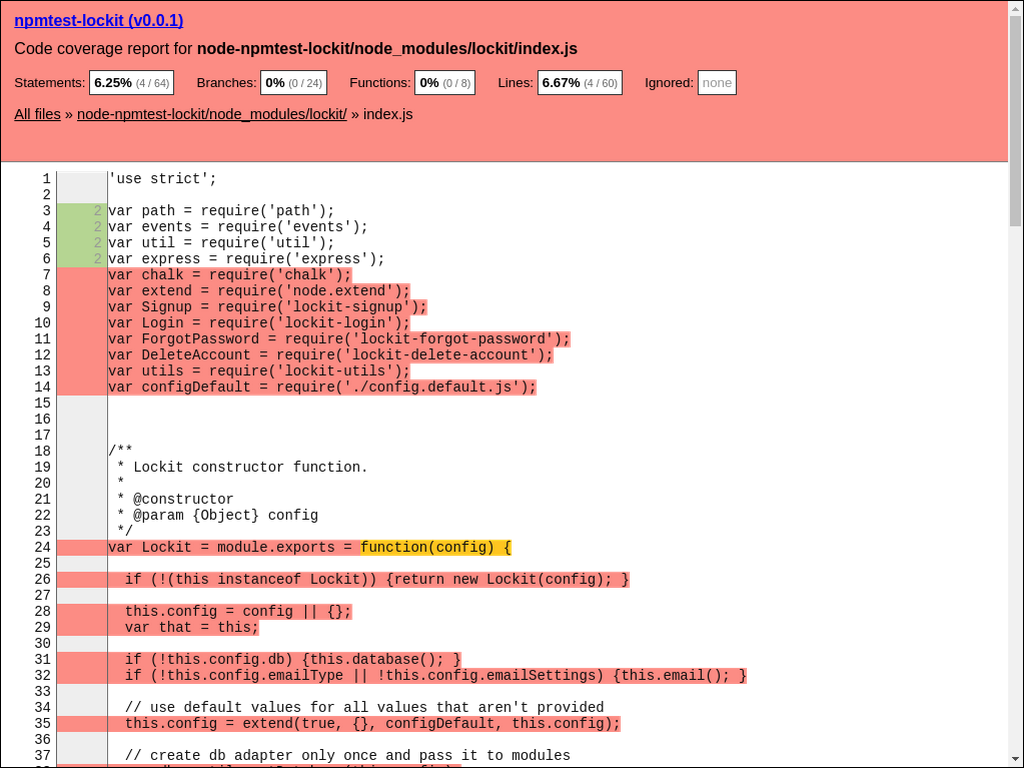 npmtest-lockit (v0.0.1)
Code coverage report for node-npmtest-lockit/node_modules/lockit/index.js
Statements: 6.25% (4 / 64) Branches: 0% (0 / 24) Functions: 0% (0 / 8) Lines: 6.67% (4 / 60) Ignored: none
All files » node-npmtest-lockit/node_modules/lockit/ » index.js
1 'use strict';
2
3 2 var path = require('path');
4 2 var events = require('events');
5 2 var util = require('util');
6 2 var express = require('express');
7 var chalk = require('chalk');
8 var extend = require('node.extend');
9 var Signup = require('lockit-signup');
10 var Login = require('lockit-login');
11 var ForgotPassword = require('lockit-forgot-password');
12 var DeleteAccount = require('lockit-delete-account');
13 var utils = require('lockit-utils');
14 var configDefault = require('./config.default.js');
15
16
17
18 /**
19 * Lockit constructor function.
20 *
21 * @constructor
22 * @param {Object} config
23 */
24 var Lockit = module.exports = function(config) {
25
26 if (!(this instanceof Lockit)) {return new Lockit(config); }
27
28 this.config = config || {};
29 var that = this;
30
31 if (!this.config.db) {this.database(); }
32 if (!this.config.emailType || !this.config.emailSettings) {this.email(); }
33
34 // use default values for all values that aren't provided
35 this.config = extend(true, {}, configDefault, this.config);
36
37 // create db adapter only once and pass it to modules